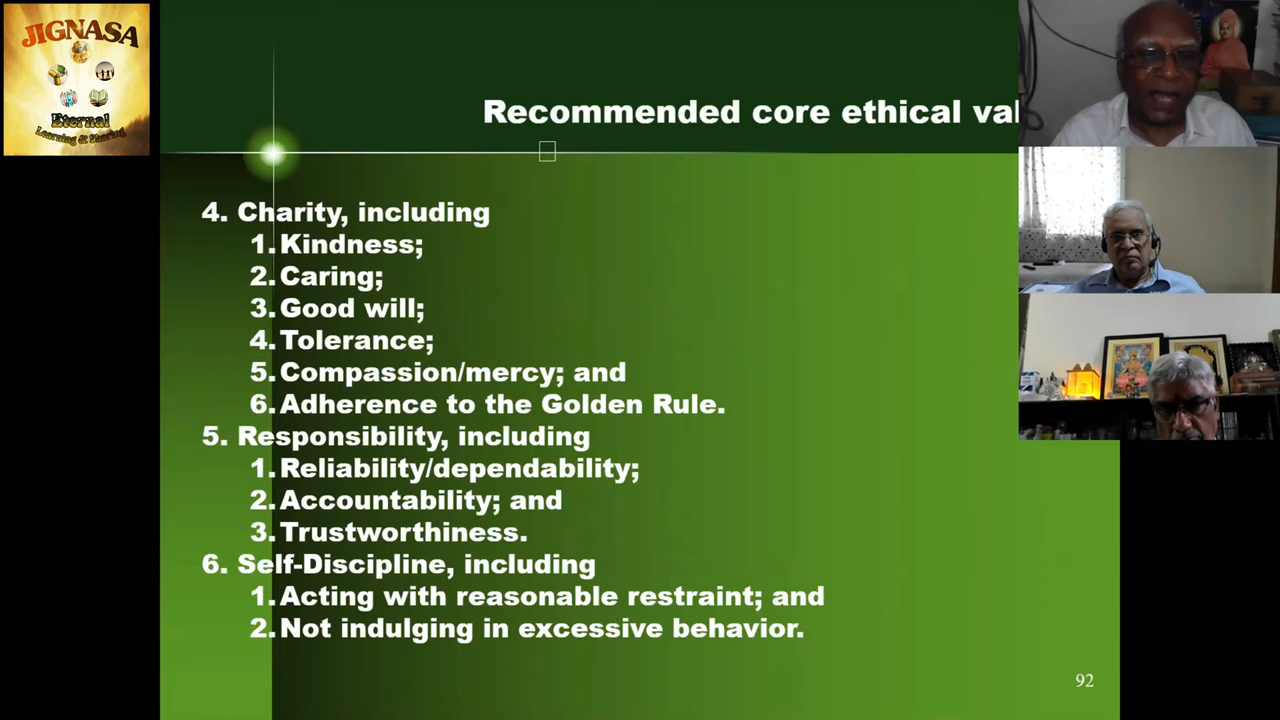 JIGNASA
Eternal
Learning & Sharing
Recommended core ethical val
4. Charity, including
1. Kindness;
2. Caring;
3. Good will;
4. Tolerance;
5. Compassion/mercy; and
6. Adherence to the Golden Rule.
5. Responsibility, including
1. Reliability/dependability;
2. Accountability; and
3. Trustworthiness.
6. Self-Discipline, including
1. Acting with reasonable restraint; and
2. Not indulging in excessive behavior.
92